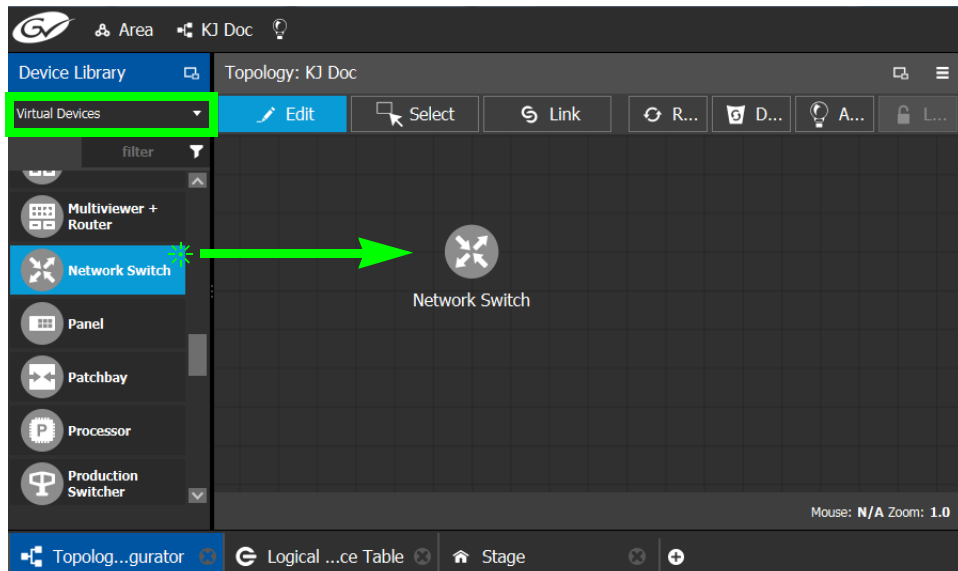 GV Area KJ Doc
Device Library
Topology: KJ Doc
Virtual Devices
Edit Select Link R... D... A... L...
filter
Multiviewer +
Router
Network Switch
Panel
Patchbay
Processor
Production
Switcher
Network Switch
Mouse: N/A Zoom: 1.0
Topolog...gurator Logical ...ce Table Stage